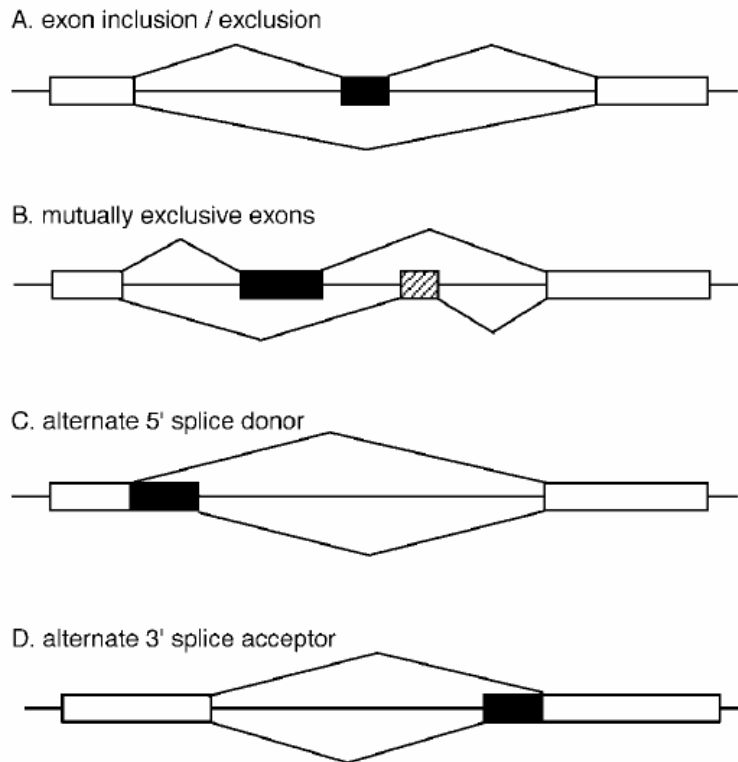 A. exon inclusion / exclusion
B. mutually exclusive exons
C. alternate 5' splice donor
D. alternate 3' splice acceptor